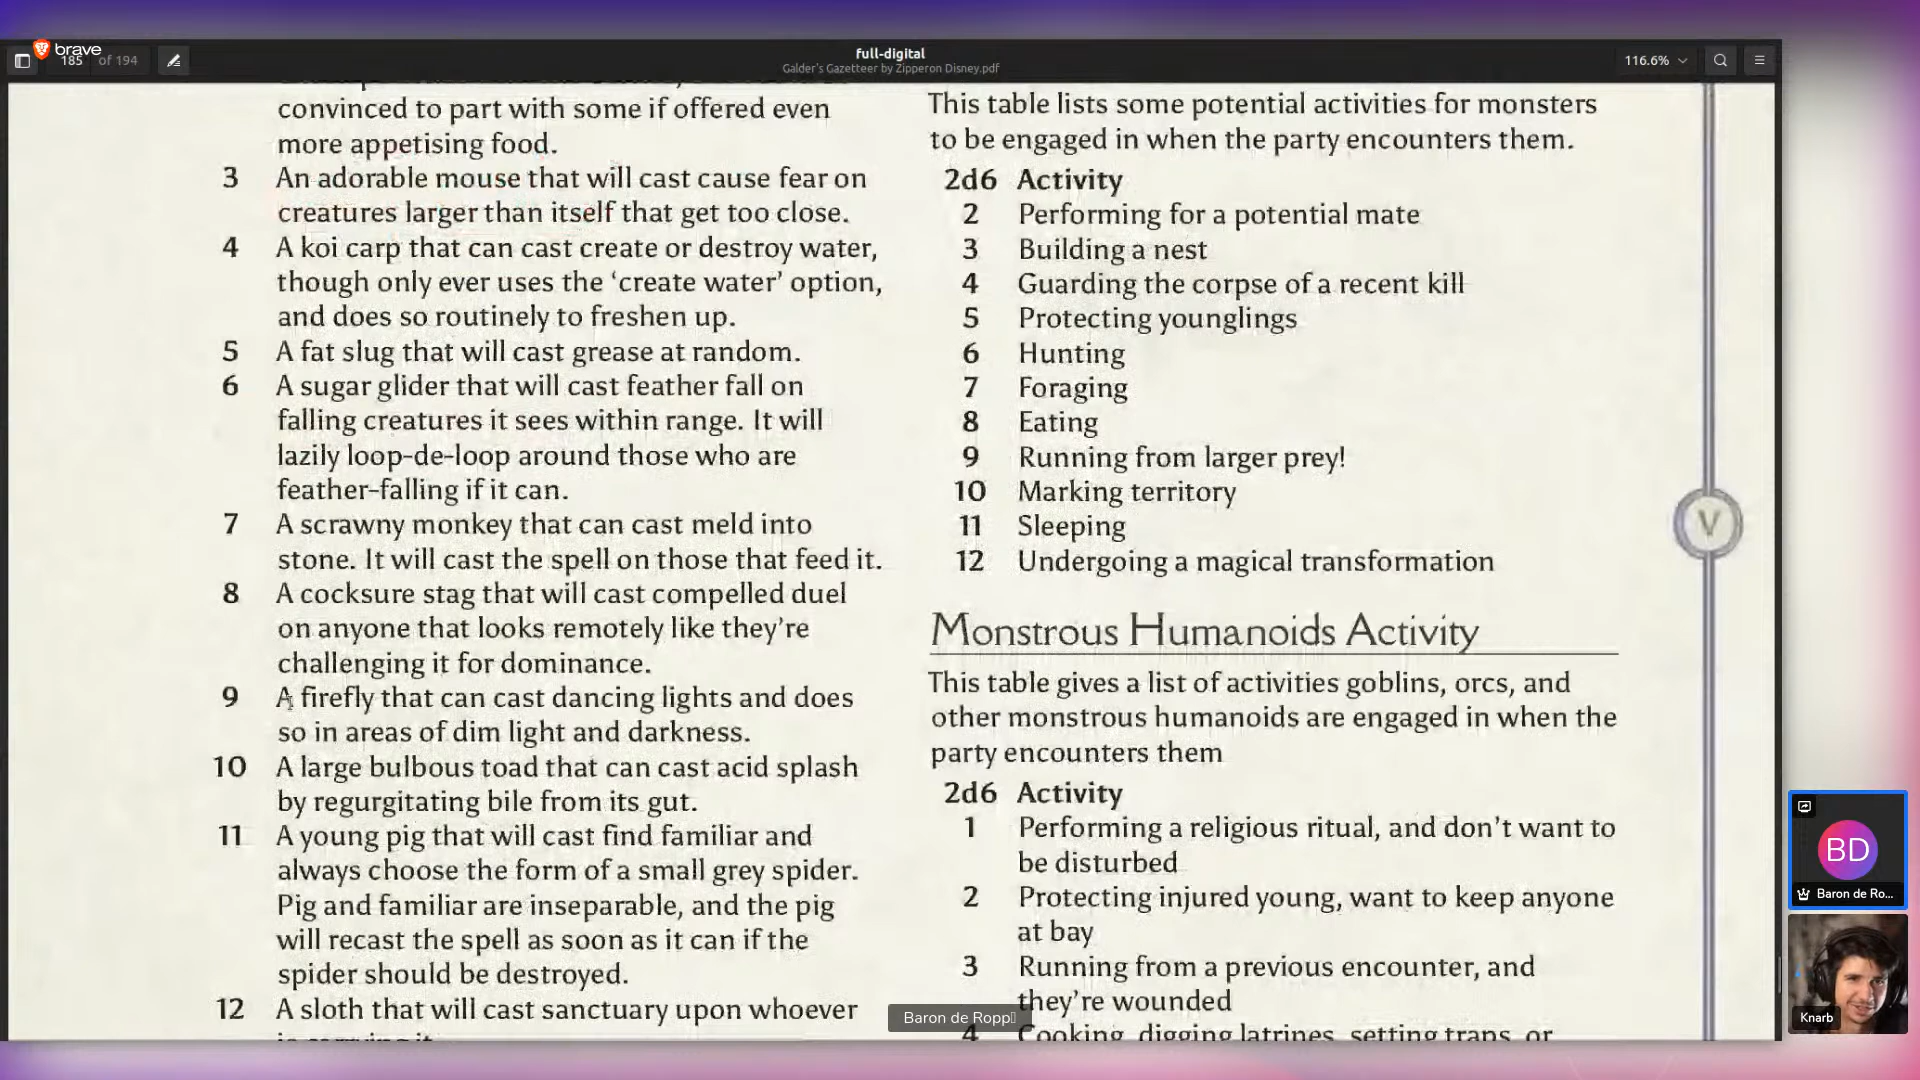 brave
185 of 194
full-digital
Galder's Gazetteer by Zipperon Disney.pdf
116.6%
convinced to part with some if offered even
more appetising food.
3 An adorable mouse that will cast cause fear on
creatures larger than itself that get too close.
4 A koi carp that can cast create or destroy water,
though only ever uses the ‘create water’ option,
and does so routinely to freshen up.
5 A fat slug that will cast grease at random.
6 A sugar glider that will cast feather fall on
falling creatures it sees within range. It will
lazily loop-de-loop around those who are
feather-falling if it can.
7 A scrawny monkey that can cast meld into
stone. It will cast the spell on those that feed it.
8 A cocksure stag that will cast compelled duel
on anyone that looks remotely like they’re
challenging it for dominance.
9 A firefly that can cast dancing lights and does
so in areas of dim light and darkness.
10 A large bulbous toad that can cast acid splash
by regurgitating bile from its gut.
11 A young pig that will cast find familiar and
always choose the form of a small grey spider.
Pig and familiar are inseparable, and the pig
will recast the spell as soon as it can if the
spider should be destroyed.
12 A sloth that will cast sanctuary upon whoever
This table lists some potential activities for monsters
to be engaged in when the party encounters them.
2d6 Activity
2 Performing for a potential mate
3 Building a nest
4 Guarding the corpse of a recent kill
5 Protecting younglings
6 Hunting
7 Foraging
8 Eating
9 Running from larger prey!
10 Marking territory
11 Sleeping
12 Undergoing a magical transformation
Monstrous Humanoids Activity
This table gives a list of activities goblins, orcs, and
other monstrous humanoids are engaged in when the
party encounters them
2d6 Activity
1 Performing a religious ritual, and don’t want to
be disturbed
2 Protecting injured young, want to keep anyone
at bay
3 Running from a previous encounter, and
they’re wounded
4 Cooking, digging latrines, setting traps, or
V
BD
Baron de Ro...
Knarb
Baron de Ropp